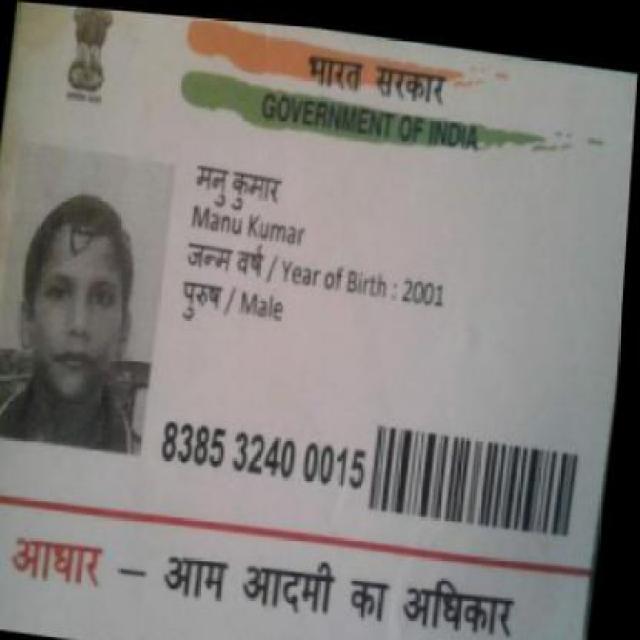 भारत सरकार
GOVERNMENT OF INDIA
मनु कुमार
Manu Kumar
जन्म वर्ष / Year of Birth : 2001
पुरुष / Male
8385 3240 0015
आधार – आम आदमी का अधिकार